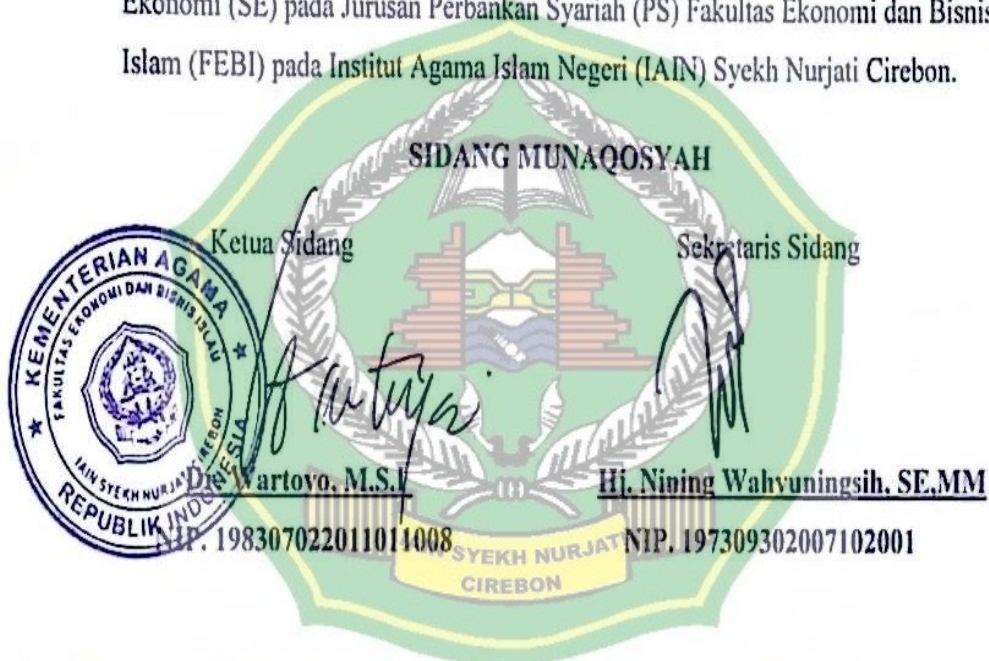 Ekonomi (SE) pada Jurusan Perbankan Syariah (PS) Fakultas Ekonomi dan Bisnis
Islam (FEBI) pada Institut Agama Islam Negeri (IAIN) Syekh Nurjati Cirebon.
SIDANG MUNAQOSYAH
Ketua Sidang
Sekretaris Sidang
KEMENTERIAN AGAMA
FAKULTAS EKONOMI DAN BISNIS ISLAM
IAIN SYEKH NURJATI CIREBON
REPUBLIK INDONESIA
Wartoyo, M.S.I
Hj. Nining Wahyuningsih, SE,MM
NIP. 198307022011011008
NIP. 197309302007102001
SYEKH NURJATI
CIREBON